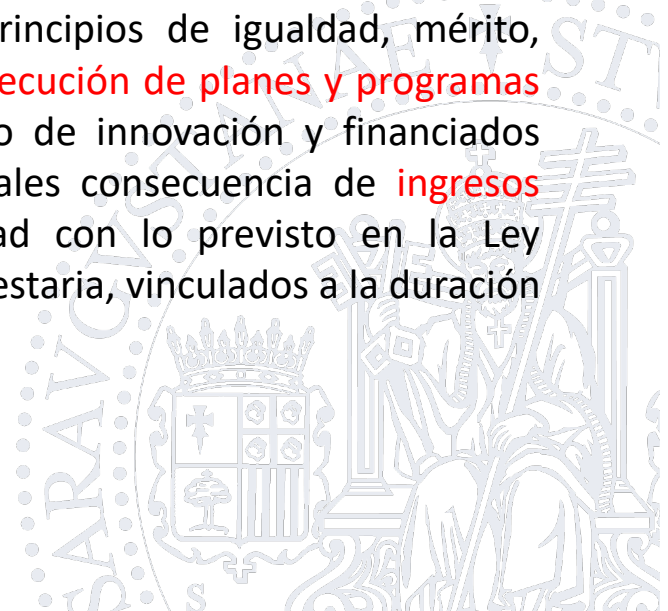 rincipios de igualdad, mérito,
ecución de planes y programas
o de innovación y financiados
ales consecuencia de ingresos
ad con lo previsto en la Ley
estaria, vinculados a la duración